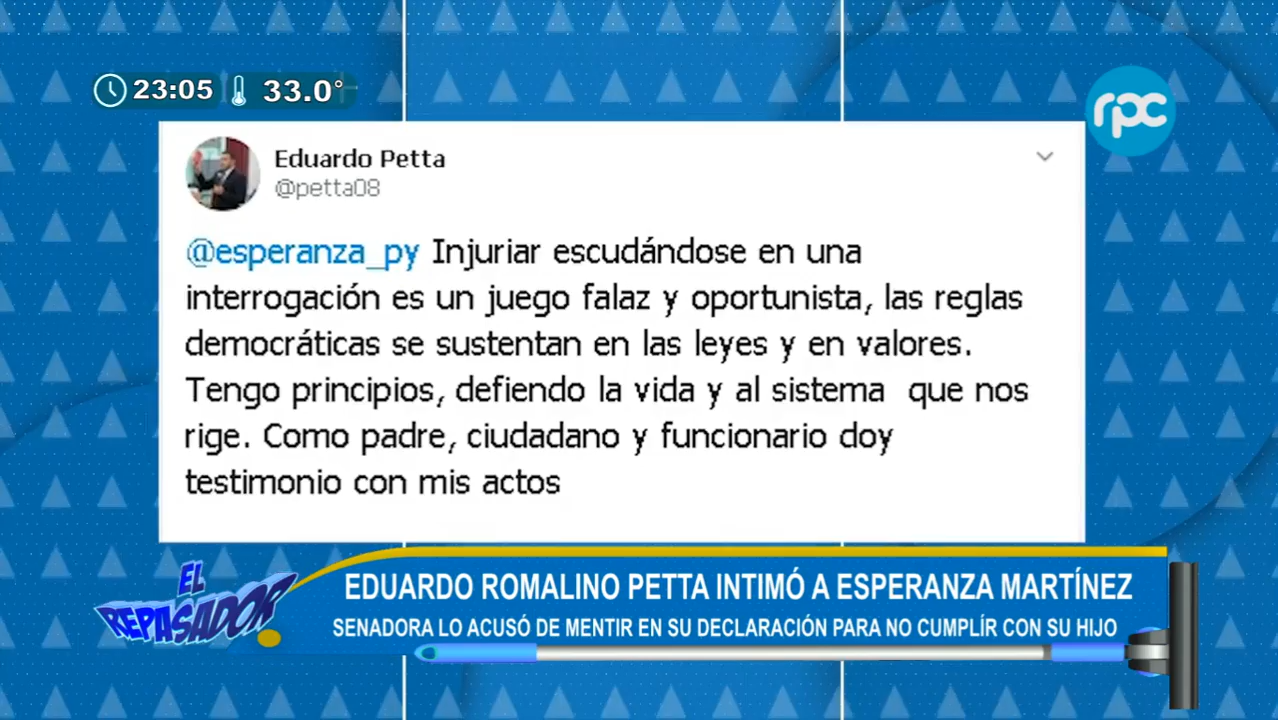 23:05 33.0°
rpc
Eduardo Petta
@petta08
@esperanza_py Injuriar escudándose en una
interrogación es un juego falaz y oportunista, las reglas
democráticas se sustentan en las leyes y en valores.
Tengo principios, defiendo la vida y al sistema que nos
rige. Como padre, ciudadano y funcionario doy
testimonio con mis actos
EL
REPASADOR
EDUARDO ROMALINO PETTA INTIMÓ A ESPERANZA MARTÍNEZ
SENADORA LO ACUSÓ DE MENTIR EN SU DECLARACIÓN PARA NO CUMPLÍR CON SU HIJO